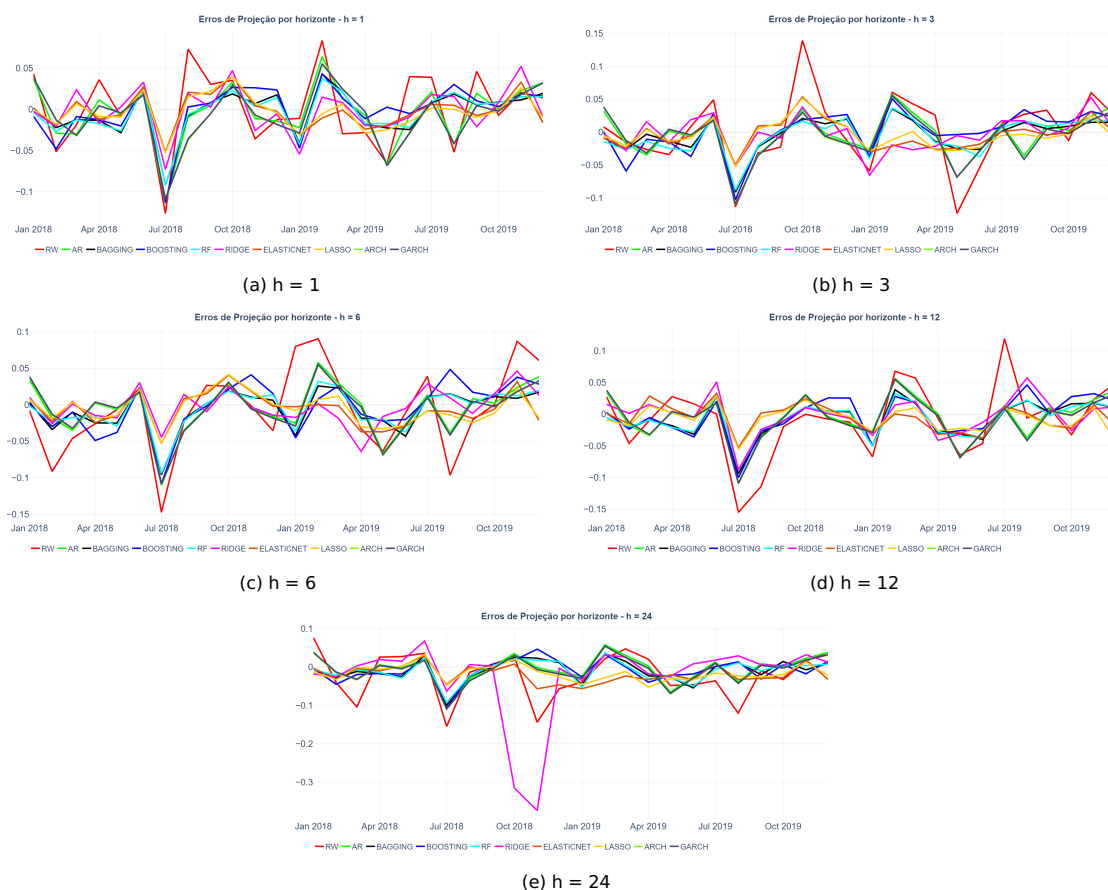 Erros de Projeção por horizonte - h = 1
0.05
0
−0.05
−0.1
Jan 2018 Apr 2018 Jul 2018 Oct 2018 Jan 2019 Apr 2019 Jul 2019 Oct 2019
RW AR BAGGING BOOSTING RF RIDGE ELASTICNET LASSO ARCH GARCH
(a) h = 1
Erros de Projeção por horizonte - h = 3
0.15
0.1
0.05
0
−0.05
−0.1
Jan 2018 Apr 2018 Jul 2018 Oct 2018 Jan 2019 Apr 2019 Jul 2019 Oct 2019
RW AR BAGGING BOOSTING RF RIDGE ELASTICNET LASSO ARCH GARCH
(b) h = 3
Erros de Projeção por horizonte - h = 6
0.1
0.05
0
−0.05
−0.1
−0.15
Jan 2018 Apr 2018 Jul 2018 Oct 2018 Jan 2019 Apr 2019 Jul 2019 Oct 2019
RW AR BAGGING BOOSTING RF RIDGE ELASTICNET LASSO ARCH GARCH
(c) h = 6
Erros de Projeção por horizonte - h = 12
0.1
0.05
0
−0.05
−0.1
−0.15
Jan 2018 Apr 2018 Jul 2018 Oct 2018 Jan 2019 Apr 2019 Jul 2019 Oct 2019
RW AR BAGGING BOOSTING RF RIDGE ELASTICNET LASSO ARCH GARCH
(d) h = 12
Erros de Projeção por horizonte - h = 24
0.1
0
−0.1
−0.2
−0.3
Jan 2018 Apr 2018 Jul 2018 Oct 2018 Jan 2019 Apr 2019 Jul 2019 Oct 2019
RW AR BAGGING BOOSTING RF RIDGE ELASTICNET LASSO ARCH GARCH
(e) h = 24